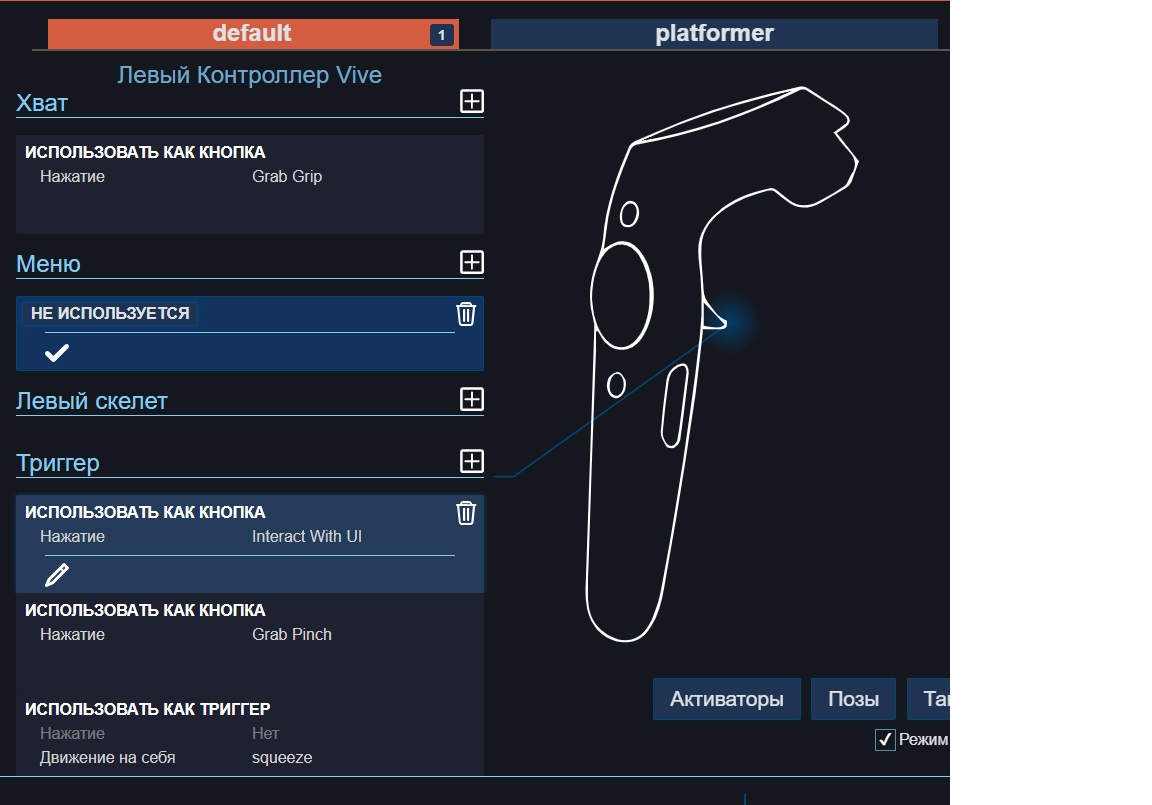 default 1 platformer
Левый Контроллер Vive
Хват
ИСПОЛЬЗОВАТЬ КАК КНОПКА
Нажатие Grab Grip
Меню
НЕ ИСПОЛЬЗУЕТСЯ
Левый скелет
Триггер
ИСПОЛЬЗОВАТЬ КАК КНОПКА
Нажатие Interact With UI
ИСПОЛЬЗОВАТЬ КАК КНОПКА
Нажатие Grab Pinch
ИСПОЛЬЗОВАТЬ КАК ТРИГГЕР
Нажатие Нет
Движение на себя squeeze
Активаторы Позы
Режим